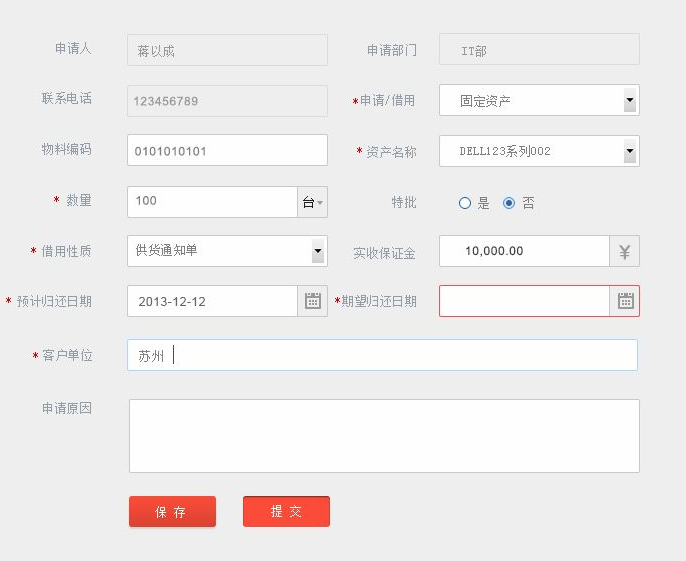 申请人 蒋以成 申请部门 IT部
联系电话 123456789 *申请/借用 固定资产
物料编码 0101010101 * 资产名称 DELL123系列002
* 数量 100 台 特批 是 否
* 借用性质 供货通知单 实收保证金 10,000.00 ¥
* 预计归还日期 2013-12-12 *期望归还日期
* 客户单位 苏州
申请原因
保 存 提 交